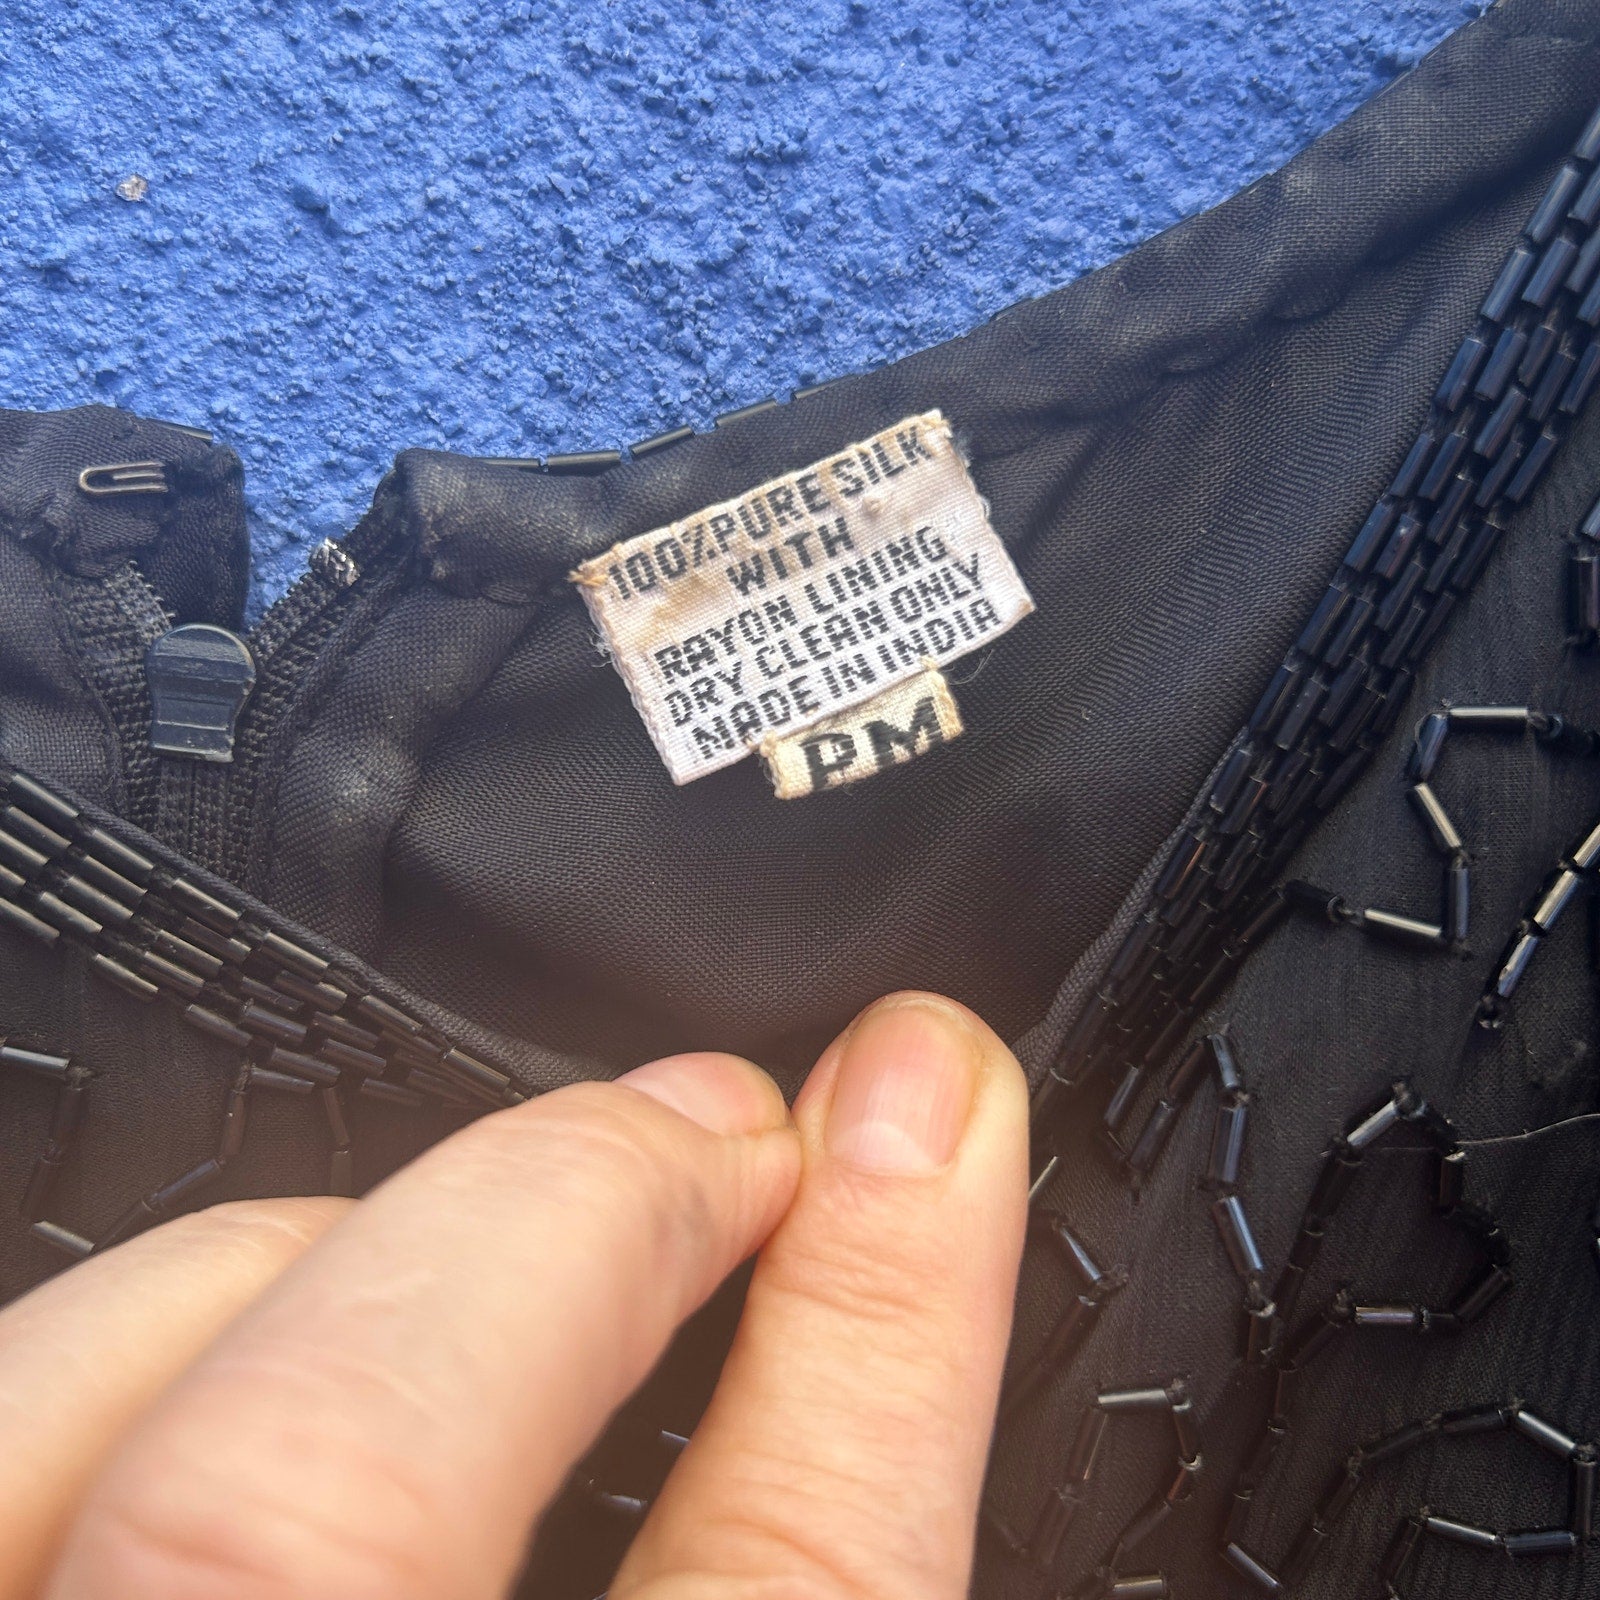 100% PURE SILK
WITH
RAYON LINING
DRY CLEAN ONLY
MADE IN INDIA
PM